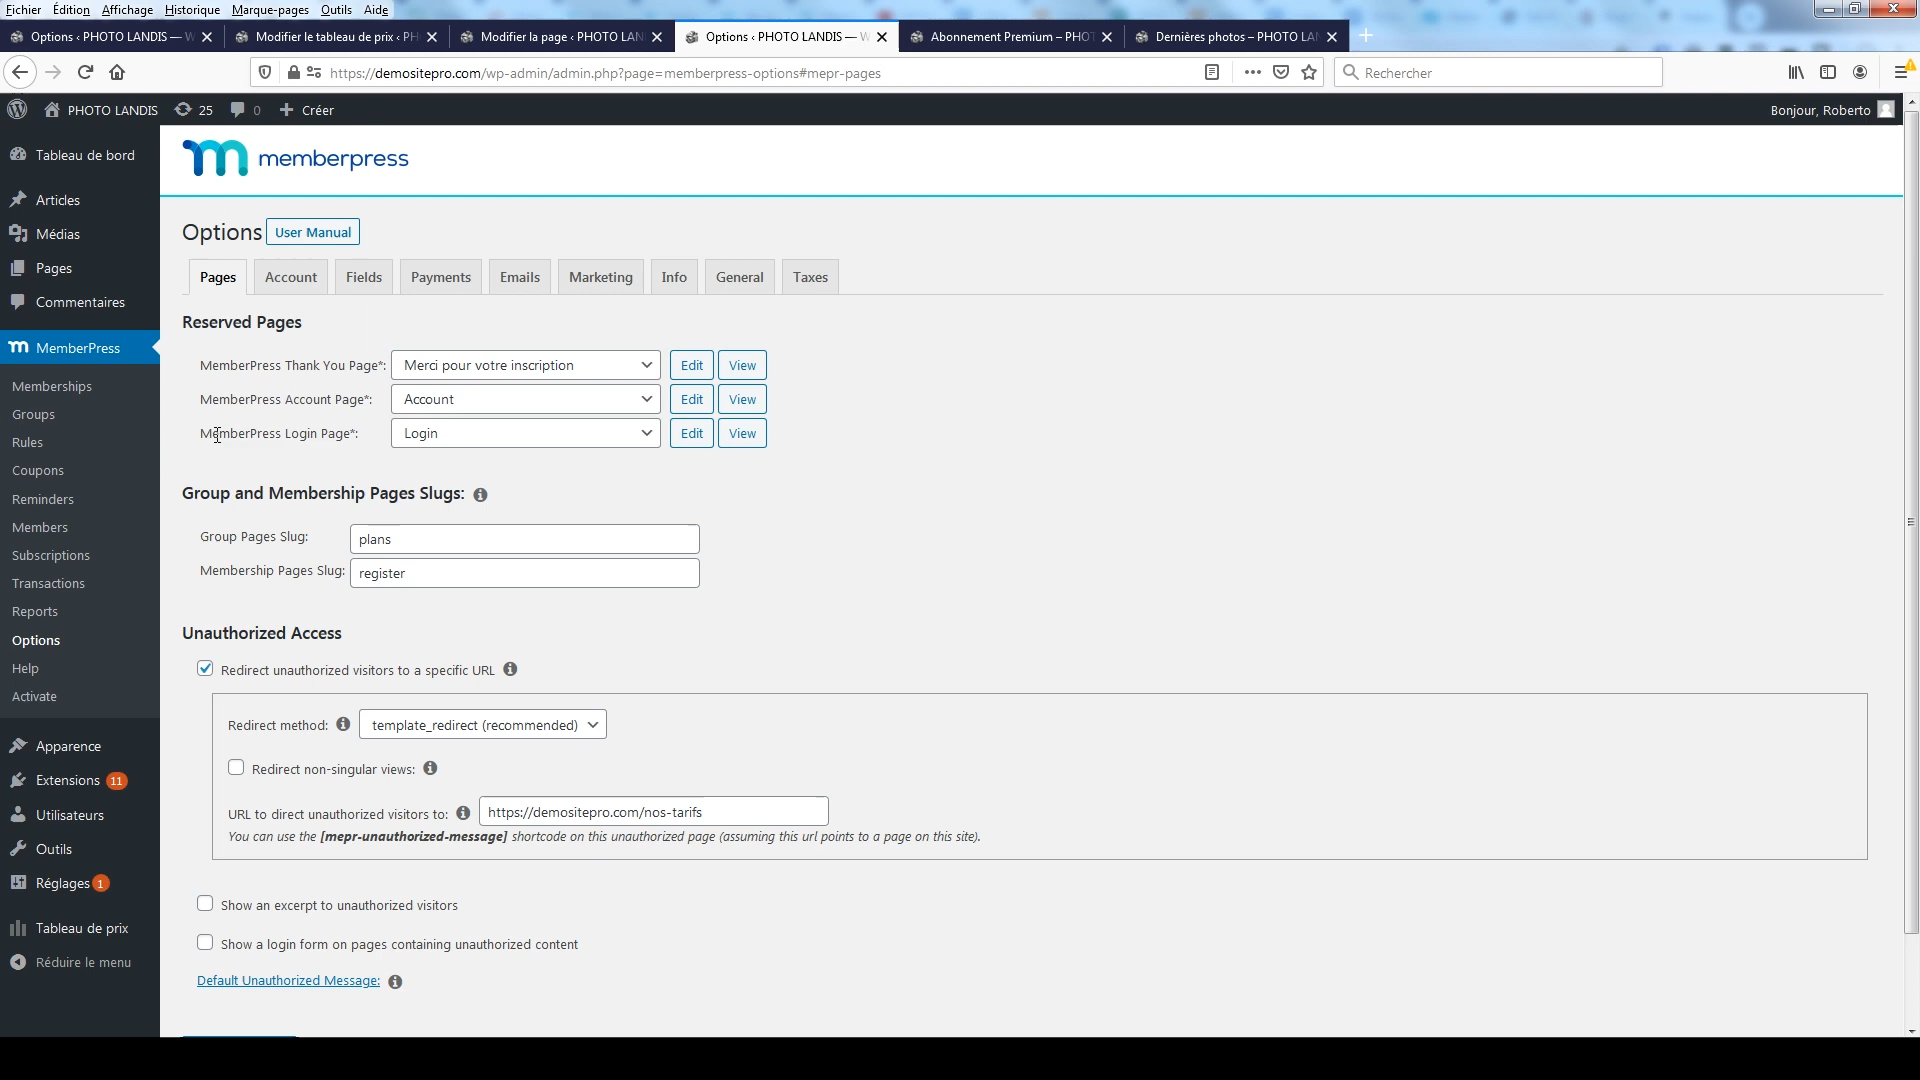 Fichier Édition Affichage Historique Marque-pages Outils Aide
Options ‹ PHOTO LANDIS — W
Modifier le tableau de prix ‹ PH
Modifier la page ‹ PHOTO LAN
Options ‹ PHOTO LANDIS — W
Abonnement Premium – PHOT
Dernières photos – PHOTO LAN
https://demositepro.com/wp-admin/admin.php?page=memberpress-options#mepr-pages
Rechercher
PHOTO LANDIS 25 0 Créer
Bonjour, Roberto
Tableau de bord
Articles
Médias
Pages
Commentaires
MemberPress
Memberships
Groups
Rules
Coupons
Reminders
Members
Subscriptions
Transactions
Reports
Options
Help
Activate
Apparence
Extensions 11
Utilisateurs
Outils
Réglages 1
Tableau de prix
Réduire le menu
memberpress
Options User Manual
Pages Account Fields Payments Emails Marketing Info General Taxes
Reserved Pages
MemberPress Thank You Page*: Merci pour votre inscription Edit View
MemberPress Account Page*: Account Edit View
MemberPress Login Page*: Login Edit View
Group and Membership Pages Slugs:
Group Pages Slug: plans
Membership Pages Slug: register
Unauthorized Access
Redirect unauthorized visitors to a specific URL
Redirect method: template_redirect (recommended)
Redirect non-singular views:
URL to direct unauthorized visitors to: https://demositepro.com/nos-tarifs
You can use the [mepr-unauthorized-message] shortcode on this unauthorized page (assuming this url points to a page on this site).
Show an excerpt to unauthorized visitors
Show a login form on pages containing unauthorized content
Default Unauthorized Message: